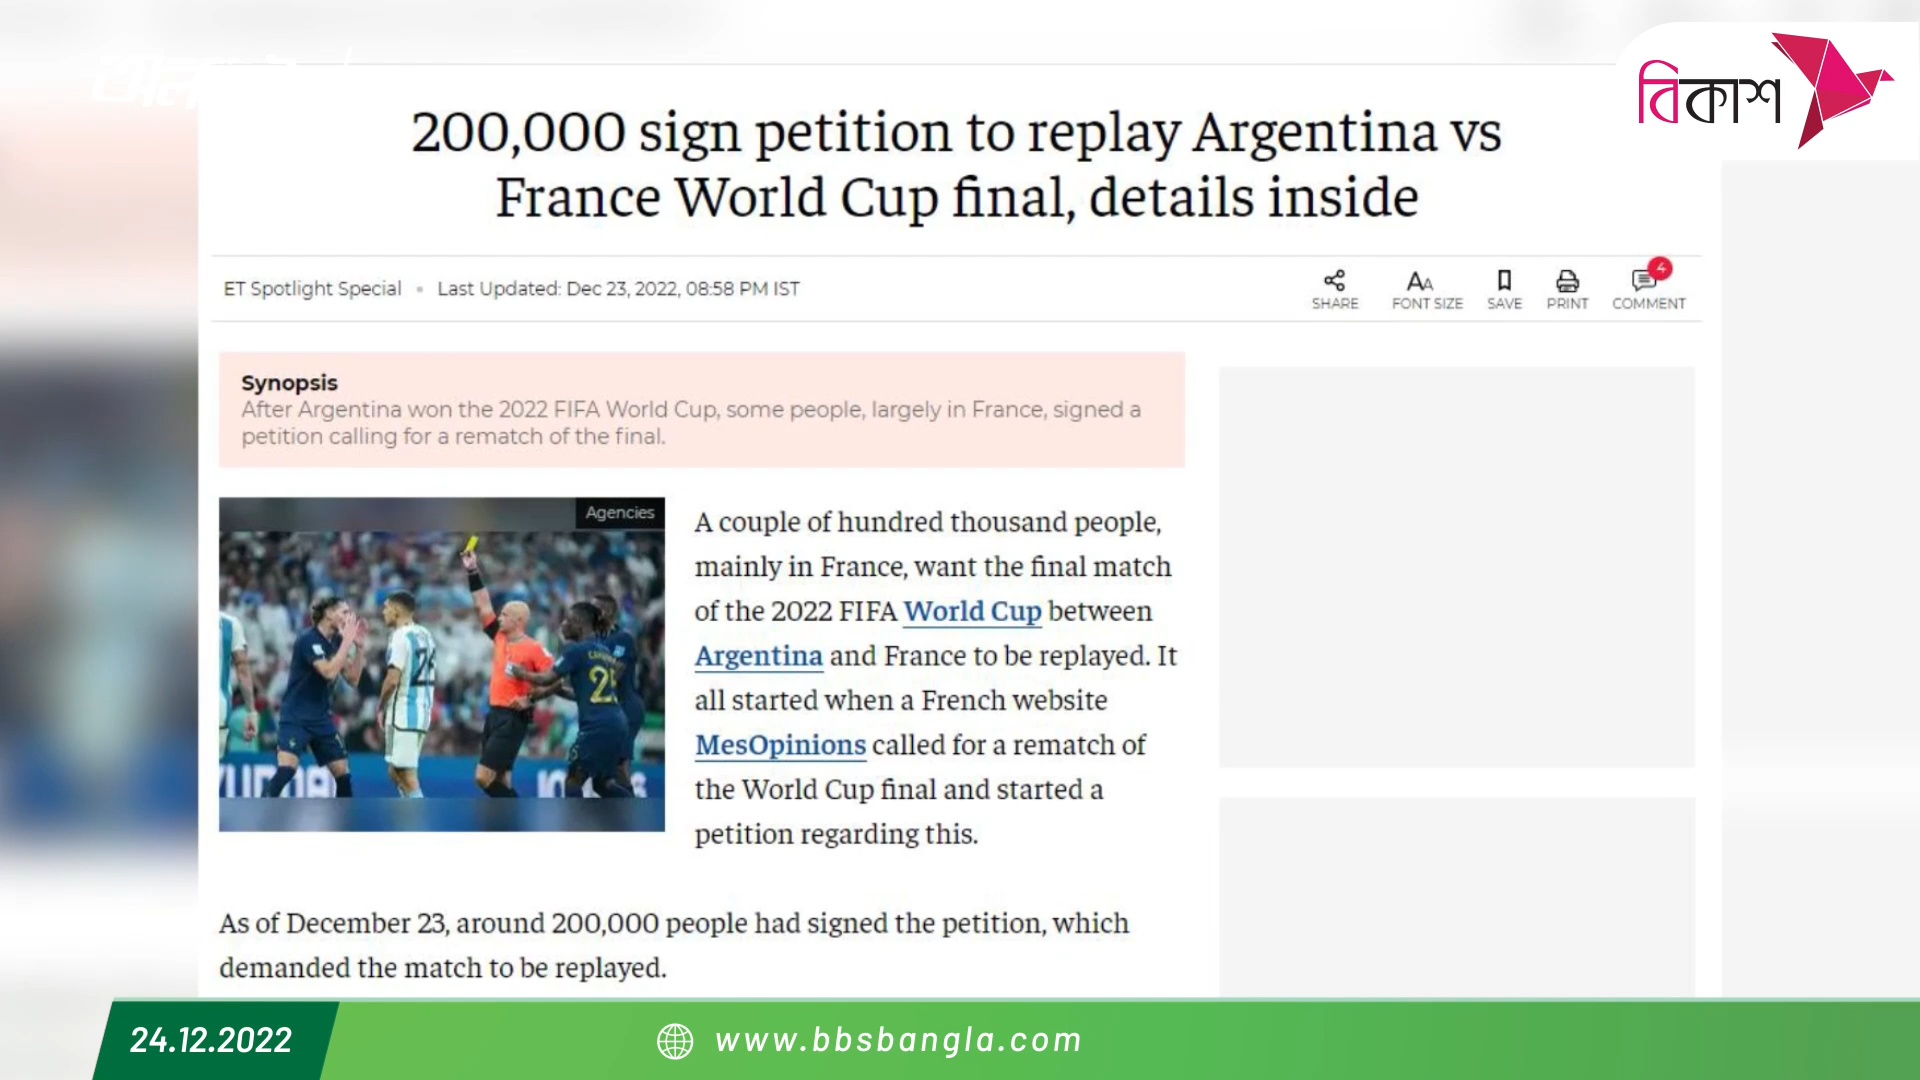 বিকাশ
200,000 sign petition to replay Argentina vs
France World Cup final, details inside
ET Spotlight Special • Last Updated: Dec 23, 2022, 08:58 PM IST
SHARE
FONT SIZE
SAVE
PRINT
4
COMMENT
Synopsis
After Argentina won the 2022 FIFA World Cup, some people, largely in France, signed a
petition calling for a rematch of the final.
Agencies
A couple of hundred thousand people,
mainly in France, want the final match
of the 2022 FIFA World Cup between
Argentina and France to be replayed. It
all started when a French website
MesOpinions called for a rematch of
the World Cup final and started a
petition regarding this.
As of December 23, around 200,000 people had signed the petition, which
demanded the match to be replayed.
24.12.2022
www.bbsbangla.com